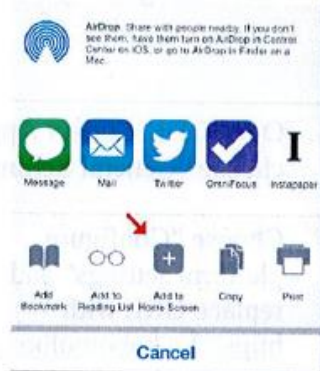 AirDrop. Share with people nearby. If you don't
see them, have them turn on AirDrop in Control
Center on iOS, or go to AirDrop in Finder on a
Mac.
Message Mail Twitter OmniFocus Instapaper
Add Bookmark
Add to Reading List
Add to Home Screen
Copy
Print
Cancel